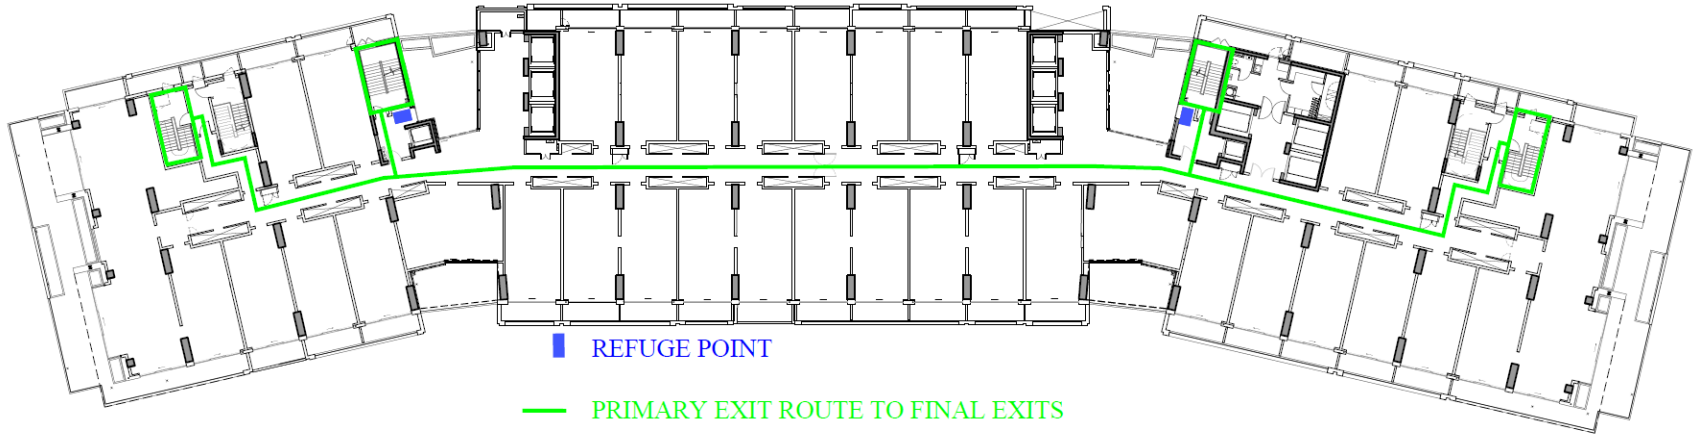 REFUGE POINT
PRIMARY EXIT ROUTE TO FINAL EXITS